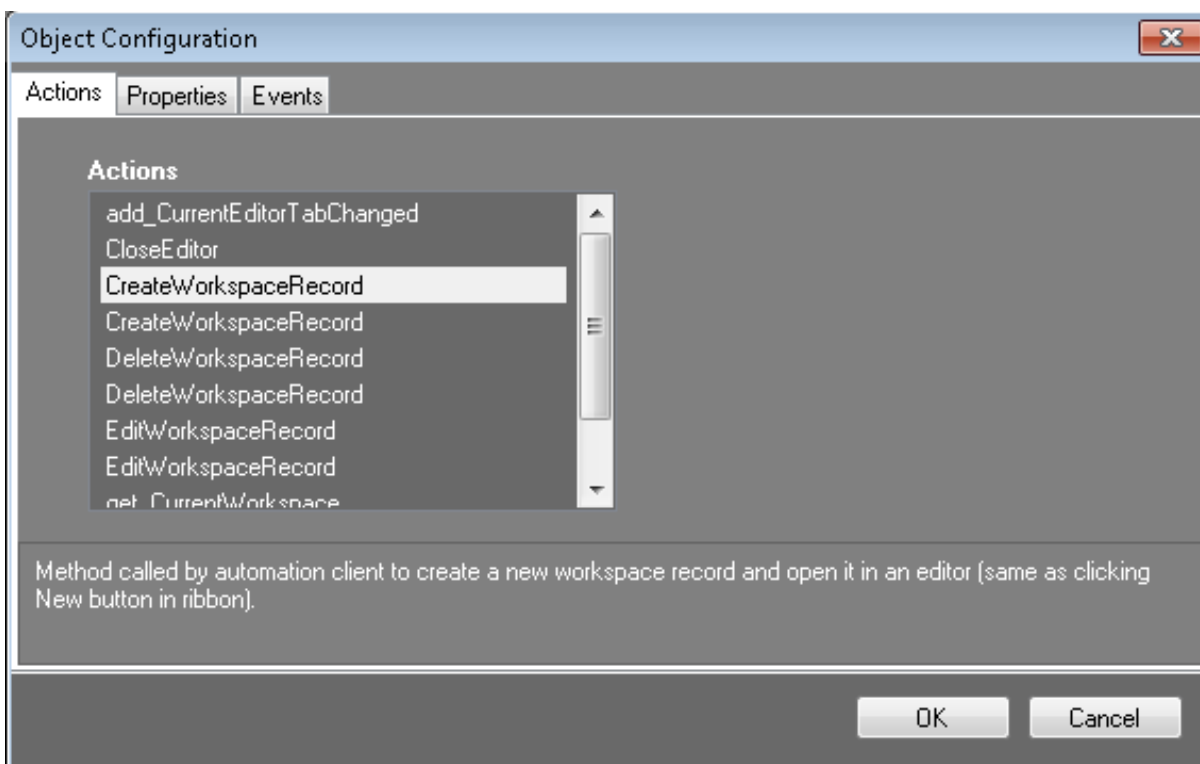 Object Configuration
Actions Properties Events
Actions
add_CurrentEditorTabChanged
CloseEditor
CreateWorkspaceRecord
CreateWorkspaceRecord
DeleteWorkspaceRecord
DeleteWorkspaceRecord
EditWorkspaceRecord
EditWorkspaceRecord
get_CurrentWorkspace
Method called by automation client to create a new workspace record and open it in an editor (same as clicking
New button in ribbon).
OK Cancel